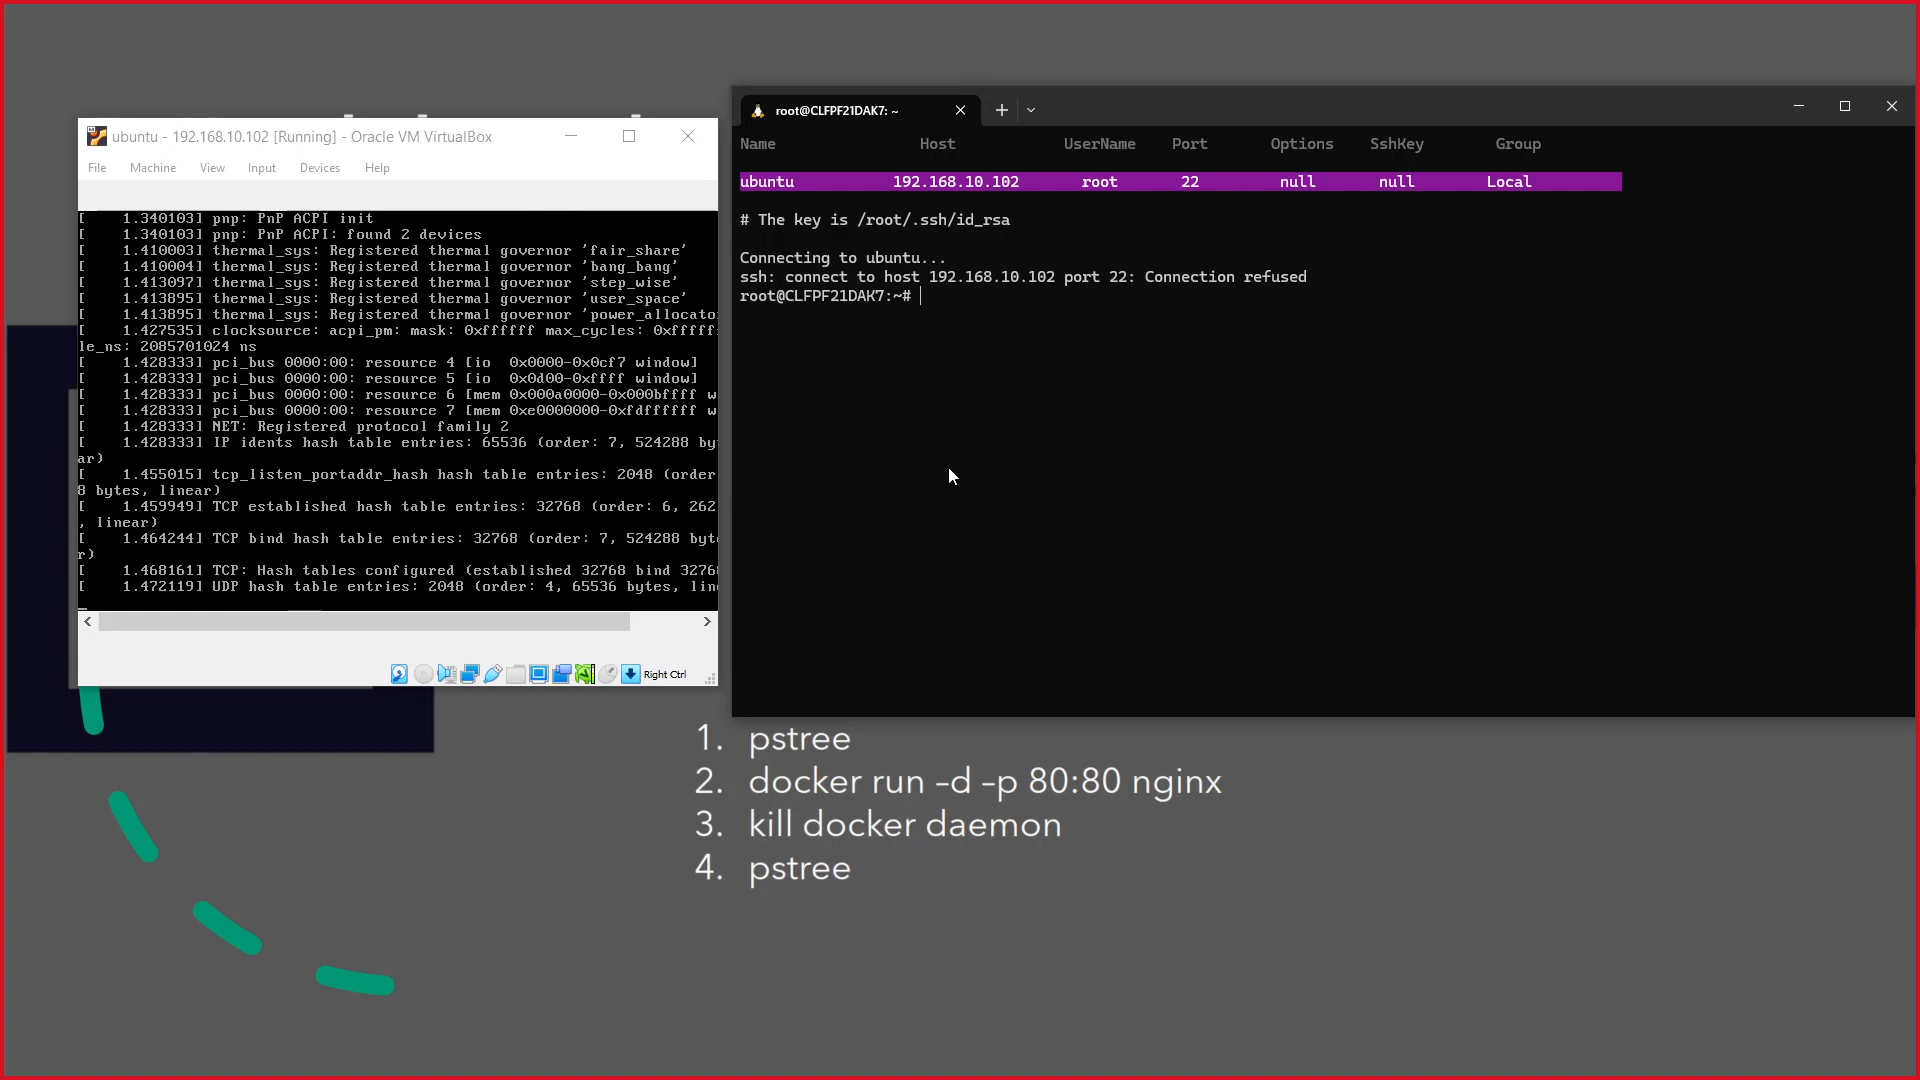 ubuntu - 192.168.10.102 [Running] - Oracle VM VirtualBox
File Machine View Input Devices Help
[ 1.340103] pnp: PnP ACPI init
[ 1.340103] pnp: PnP ACPI: found 2 devices
[ 1.410003] thermal_sys: Registered thermal governor 'fair_share'
[ 1.410004] thermal_sys: Registered thermal governor 'bang_bang'
[ 1.413097] thermal_sys: Registered thermal governor 'step_wise'
[ 1.413895] thermal_sys: Registered thermal governor 'user_space'
[ 1.413895] thermal_sys: Registered thermal governor 'power_allocato
[ 1.427535] clocksource: acpi_pm: mask: 0xffffff max_cycles: 0xfffff
le_ns: 2085701024 ns
[ 1.428333] pci_bus 0000:00: resource 4 [io 0x0000-0x0cf7 window]
[ 1.428333] pci_bus 0000:00: resource 5 [io 0x0d00-0xffff window]
[ 1.428333] pci_bus 0000:00: resource 6 [mem 0x000a0000-0x000bffff w
[ 1.428333] pci_bus 0000:00: resource 7 [mem 0xe0000000-0xfdffffff w
[ 1.428333] NET: Registered protocol family 2
[ 1.428333] IP idents hash table entries: 65536 (order: 7, 524288 by
ar)
[ 1.455015] tcp_listen_portaddr_hash hash table entries: 2048 (order
8 bytes, linear)
[ 1.459949] TCP established hash table entries: 32768 (order: 6, 262
, linear)
[ 1.464244] TCP bind hash table entries: 32768 (order: 7, 524288 byt
r)
[ 1.468161] TCP: Hash tables configured (established 32768 bind 3276
[ 1.472119] UDP hash table entries: 2048 (order: 4, 65536 bytes, lin
Right Ctrl
root@CLFPF21DAK7: ~
Name Host UserName Port Options SshKey Group
ubuntu 192.168.10.102 root 22 null null Local
# The key is /root/.ssh/id_rsa
Connecting to ubuntu...
ssh: connect to host 192.168.10.102 port 22: Connection refused
root@CLFPF21DAK7:~#
1. pstree
2. docker run –d –p 80:80 nginx
3. kill docker daemon
4. pstree